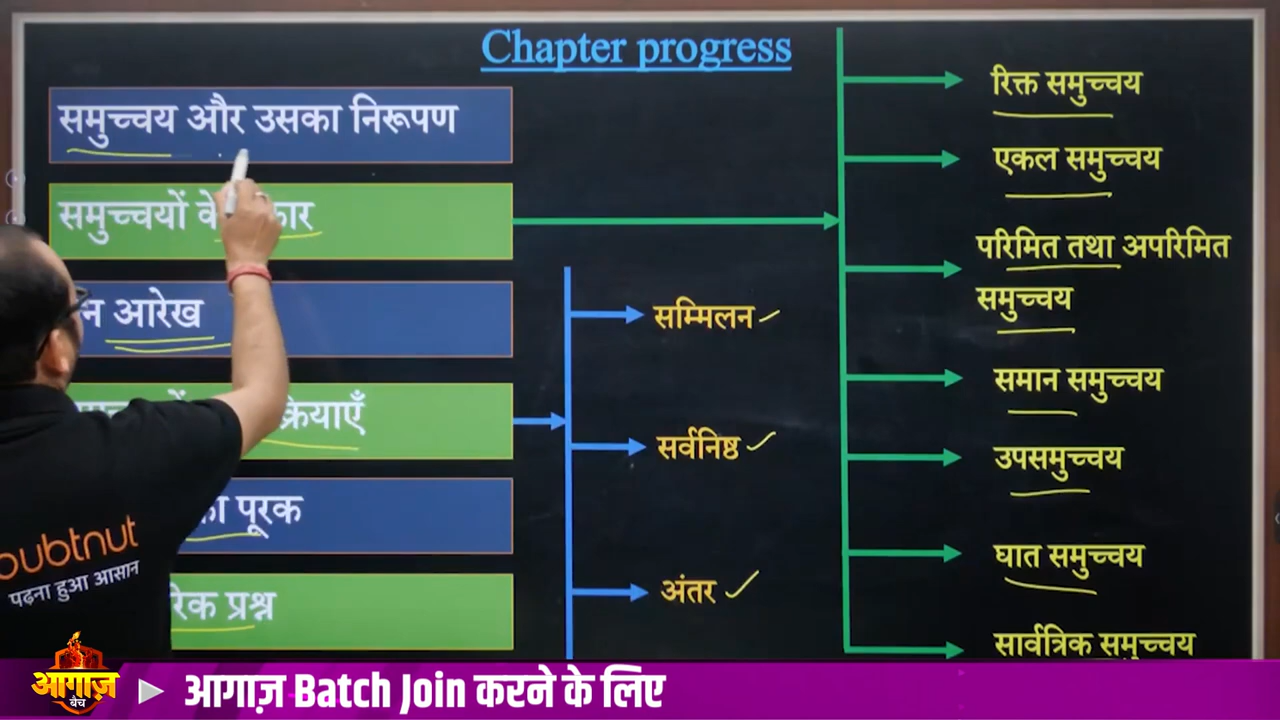 Chapter progress
समुच्चय और उसका निरूपण
समुच्चयों के
आरेख
पूरक
प्रश्न
सम्मिलन
सर्वनिष्ठ
अंतर
रिक्त समुच्चय
एकल समुच्चय
परिमित तथा अपरिमित
समुच्चय
समान समुच्चय
उपसमुच्चय
घात समुच्चय
सार्वत्रिक समुच्चय
पढ़ना हुआ आसान
आगाज़
बैच
आगाज़ Batch Join करने के लिए